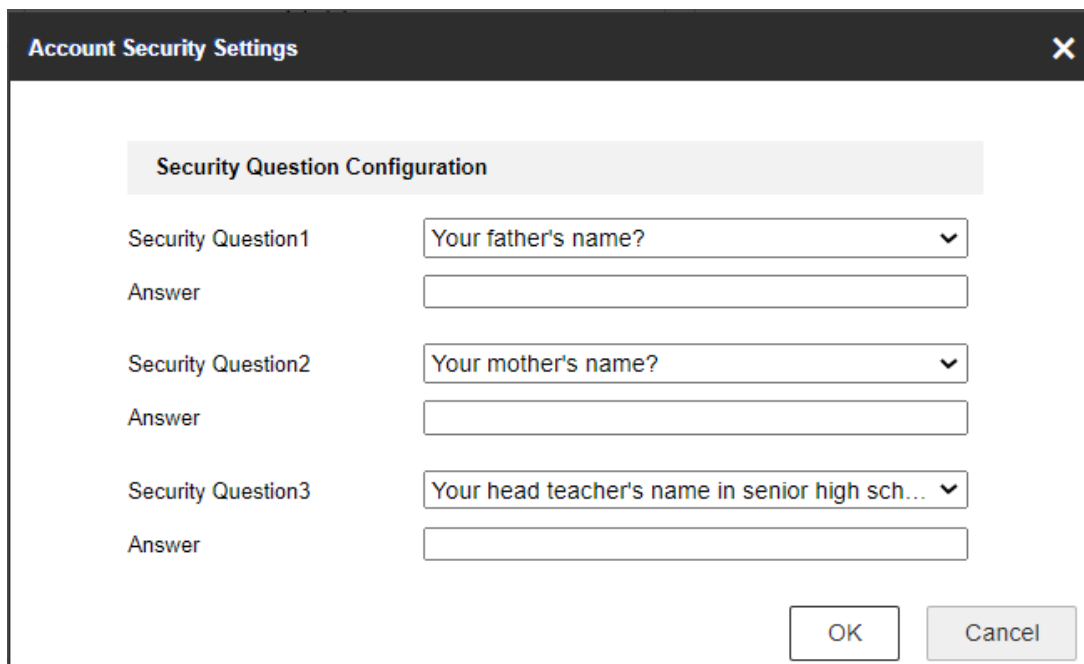 Account Security Settings
Security Question Configuration
Security Question1 Your father's name?
Answer
Security Question2 Your mother's name?
Answer
Security Question3 Your head teacher's name in senior high sch...
Answer
OK Cancel